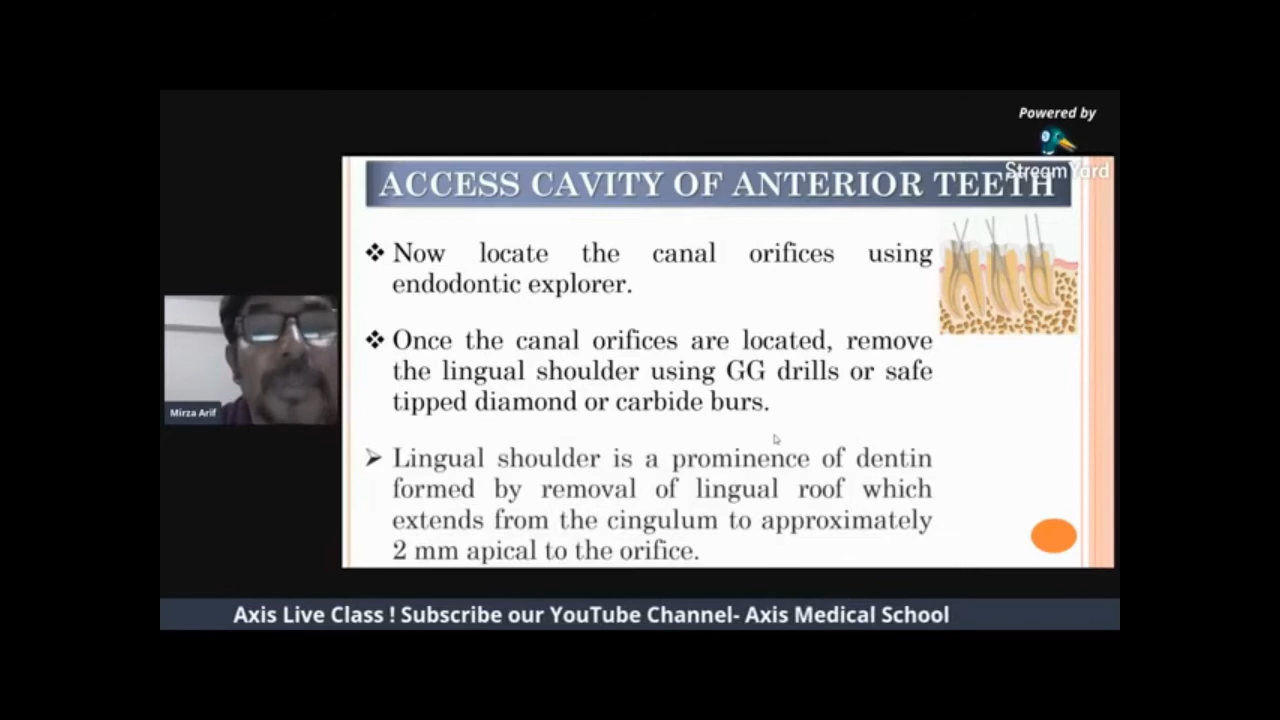 Powered by
StreamYard
ACCESS CAVITY OF ANTERIOR TEETH
❖ Now locate the canal orifices using
endodontic explorer.
❖ Once the canal orifices are located, remove
the lingual shoulder using GG drills or safe
tipped diamond or carbide burs.
➢ Lingual shoulder is a prominence of dentin
formed by removal of lingual roof which
extends from the cingulum to approximately
2 mm apical to the orifice.
Mirza Arif
Axis Live Class ! Subscribe our YouTube Channel- Axis Medical School